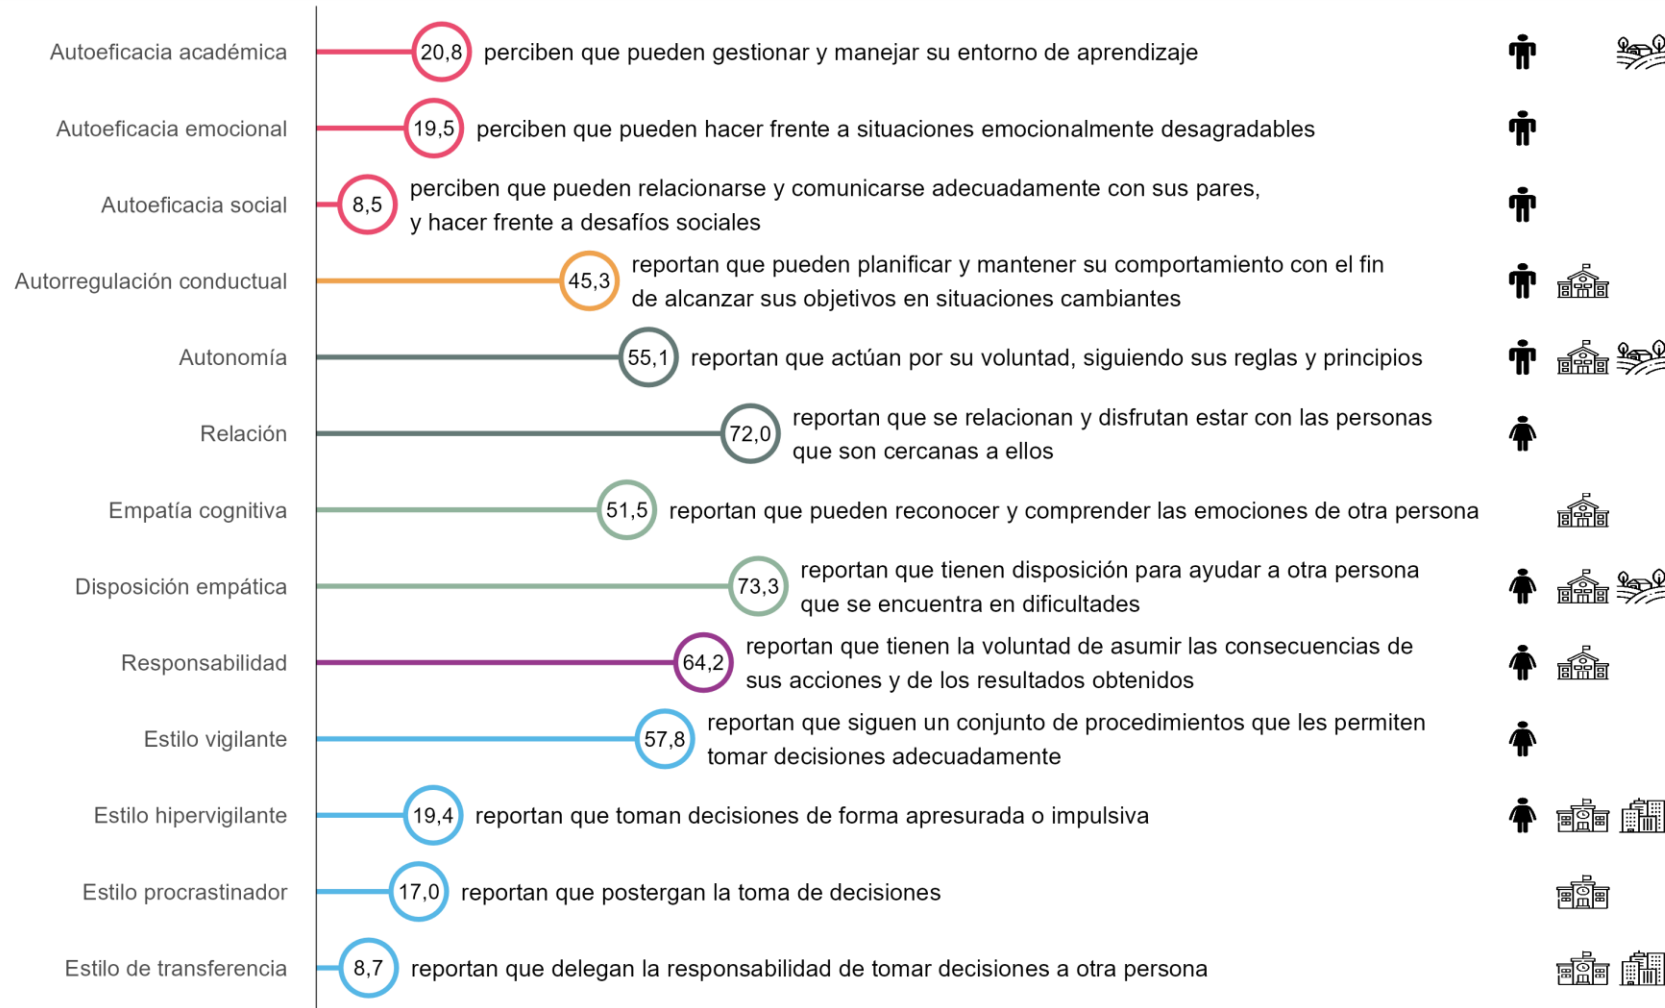 Autoeficacia académica
20,8
perciben que pueden gestionar y manejar su entorno de aprendizaje
Autoeficacia emocional
19,5
perciben que pueden hacer frente a situaciones emocionalmente desagradables
Autoeficacia social
8,5
perciben que pueden relacionarse y comunicarse adecuadamente con sus pares,
y hacer frente a desafíos sociales
Autorregulación conductual
45,3
reportan que pueden planificar y mantener su comportamiento con el fin
de alcanzar sus objetivos en situaciones cambiantes
Autonomía
55,1
reportan que actúan por su voluntad, siguiendo sus reglas y principios
Relación
72,0
reportan que se relacionan y disfrutan estar con las personas
que son cercanas a ellos
Empatía cognitiva
51,5
reportan que pueden reconocer y comprender las emociones de otra persona
Disposición empática
73,3
reportan que tienen disposición para ayudar a otra persona
que se encuentra en dificultades
Responsabilidad
64,2
reportan que tienen la voluntad de asumir las consecuencias de
sus acciones y de los resultados obtenidos
Estilo vigilante
57,8
reportan que siguen un conjunto de procedimientos que les permiten
tomar decisiones adecuadamente
Estilo hipervigilante
19,4
reportan que toman decisiones de forma apresurada o impulsiva
Estilo procrastinador
17,0
reportan que postergan la toma de decisiones
Estilo de transferencia
8,7
reportan que delegan la responsabilidad de tomar decisiones a otra persona